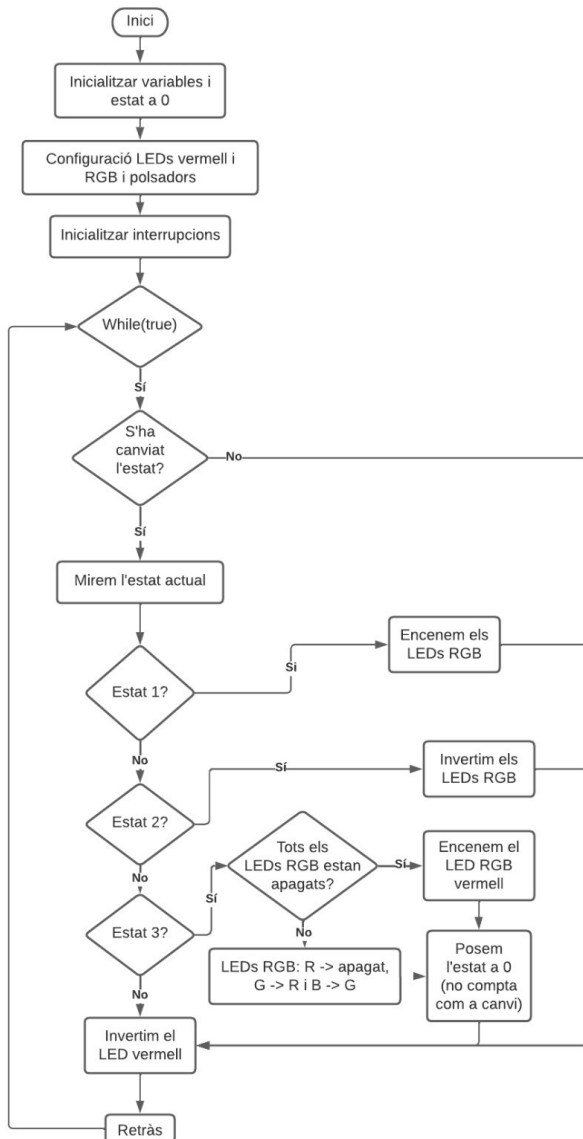 Inici
Inicialitzar variables i
estat a 0
Configuració LEDs vermell i
RGB i polsadors
Inicialitzar interrupcions
While(true)
Sí
S'ha
canviat
l'estat?
No
Sí
Mirem l'estat actual
Estat 1?
Si
Encenem els
LEDs RGB
No
Estat 2?
Sí
Invertim els
LEDs RGB
No
Estat 3?
Sí
Tots els
LEDs RGB estan
apagats?
Sí
Encenem el
LED RGB
vermell
No
LEDs RGB: R -> apagat,
G -> R i B -> G
Posem
l'estat a 0
(no compta
com a canvi)
No
Invertim el
LED vermell
Retràs